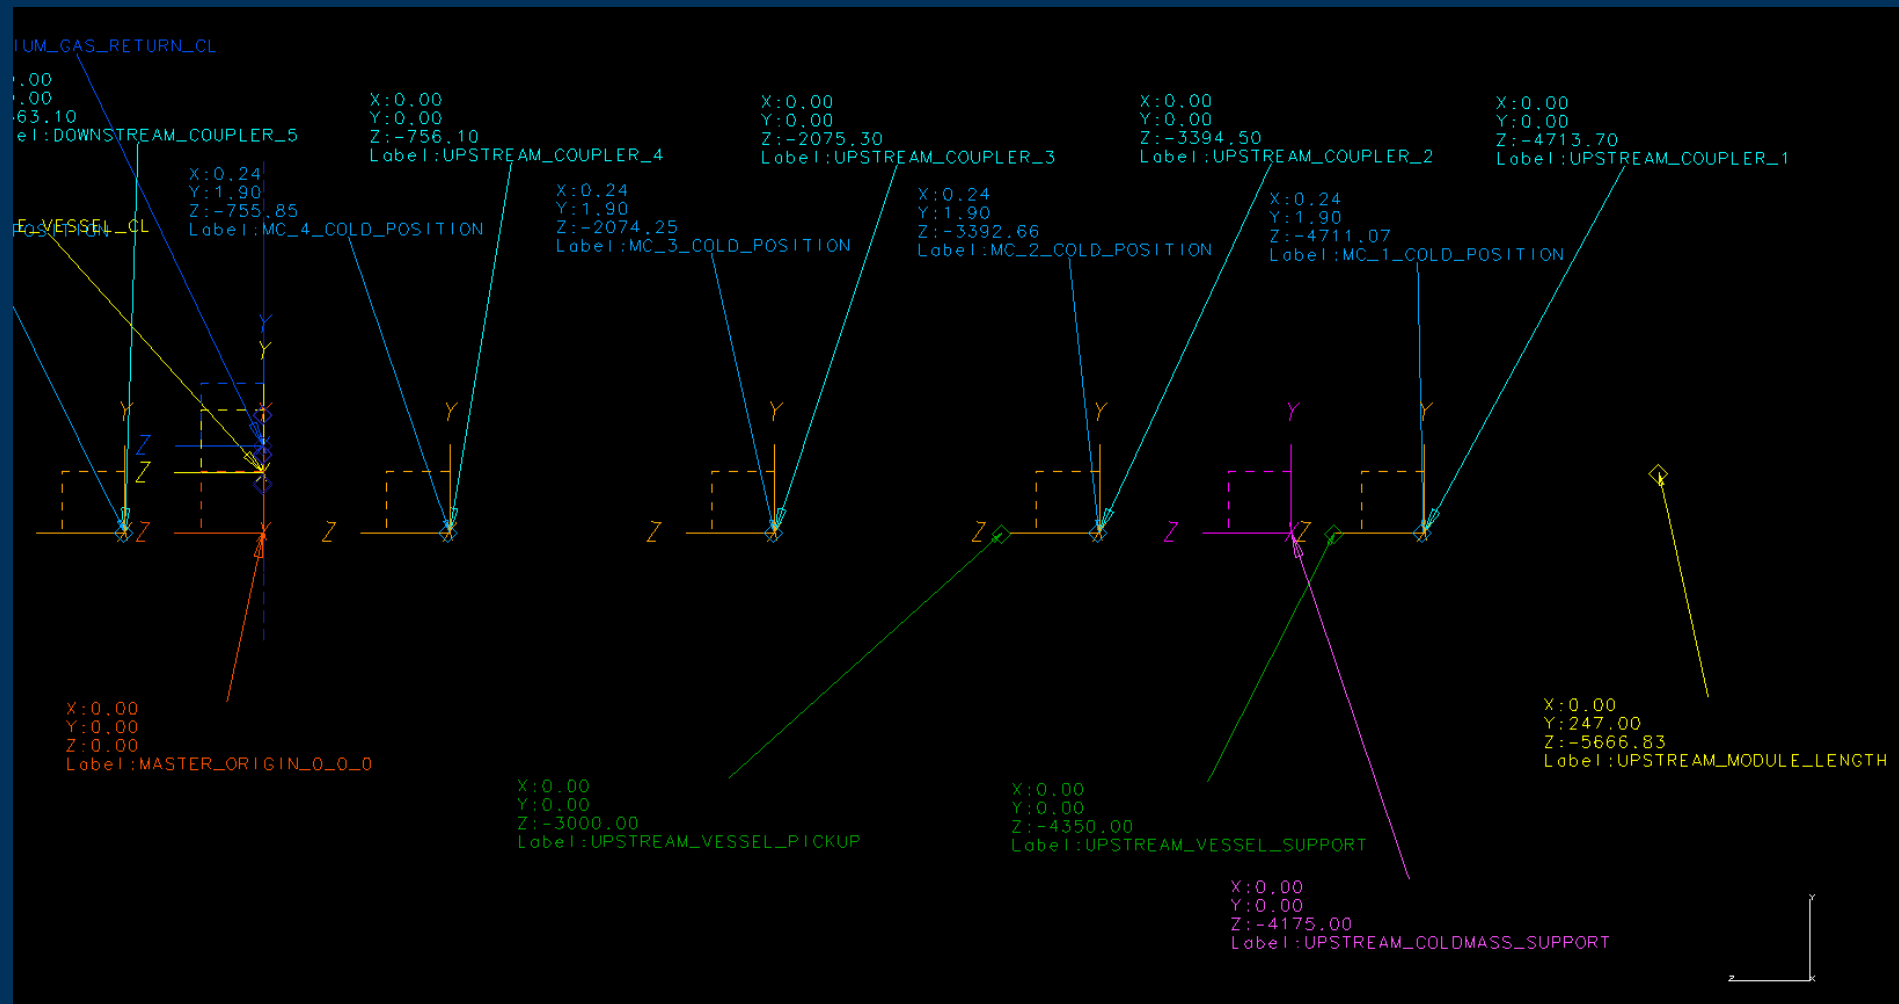 IUM_GAS_RETURN_CL
.00
.00
63.10
el:DOWNSTREAM_COUPLER_5
X:0.00
Y:0.00
Z:-756.10
Label:UPSTREAM_COUPLER_4
X:0.00
Y:0.00
Z:-2075.30
Label:UPSTREAM_COUPLER_3
X:0.00
Y:0.00
Z:-3394.50
Label:UPSTREAM_COUPLER_2
X:0.00
Y:0.00
Z:-4713.70
Label:UPSTREAM_COUPLER_1
E_VESSEL_CL
X:0.24
Y:1.90
Z:-755.85
Label:MC_4_COLD_POSITION
X:0.24
Y:1.90
Z:-2074.25
Label:MC_3_COLD_POSITION
X:0.24
Y:1.90
Z:-3392.66
Label:MC_2_COLD_POSITION
X:0.24
Y:1.90
Z:-4711.07
Label:MC_1_COLD_POSITION
Y
Y
Y
Y
Y
Y
Y
Y
Z
Z
Z
Z
Z
Z
Z
Z
X:0.00
Y:0.00
Z:0.00
Label:MASTER_ORIGIN_0_0_0
X:0.00
Y:0.00
Z:-3000.00
Label:UPSTREAM_VESSEL_PICKUP
X:0.00
Y:0.00
Z:-4350.00
Label:UPSTREAM_VESSEL_SUPPORT
X:0.00
Y:247.00
Z:-5666.83
Label:UPSTREAM_MODULE_LENGTH
X:0.00
Y:0.00
Z:-4175.00
Label:UPSTREAM_COLDMASS_SUPPORT
Y
Z
X